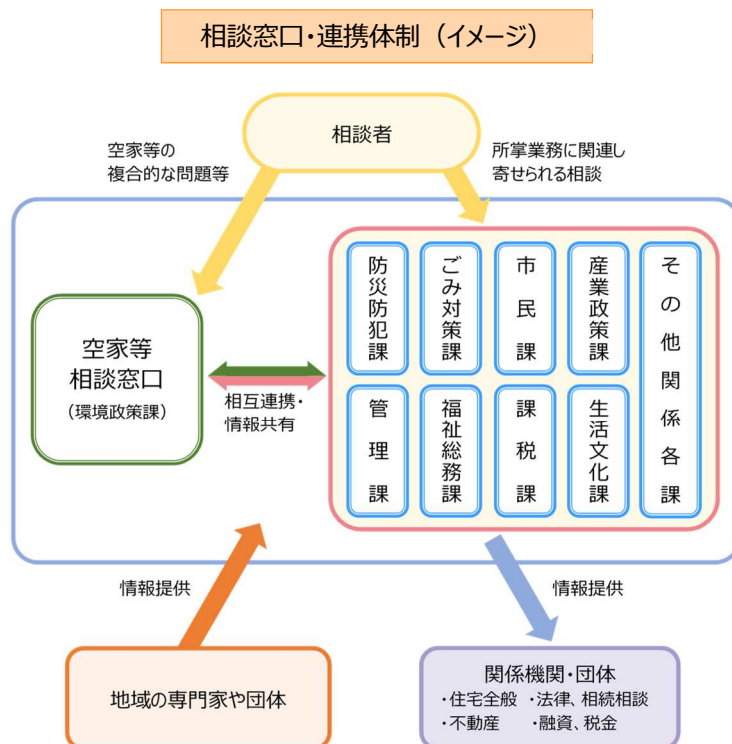 相談窓口・連携体制（イメージ）
相談者
空家等の
複合的な問題等
所掌業務に関連し
寄せられる相談
空家等
相談窓口
（環境政策課）
相互連携・
情報共有
防災防犯課
ごみ対策課
市民課
産業政策課
その他関係各課
管理課
福祉総務課
課税課
生活文化課
情報提供
情報提供
地域の専門家や団体
関係機関・団体
・住宅全般 ・法律、相続相談
・不動産 ・融資、税金